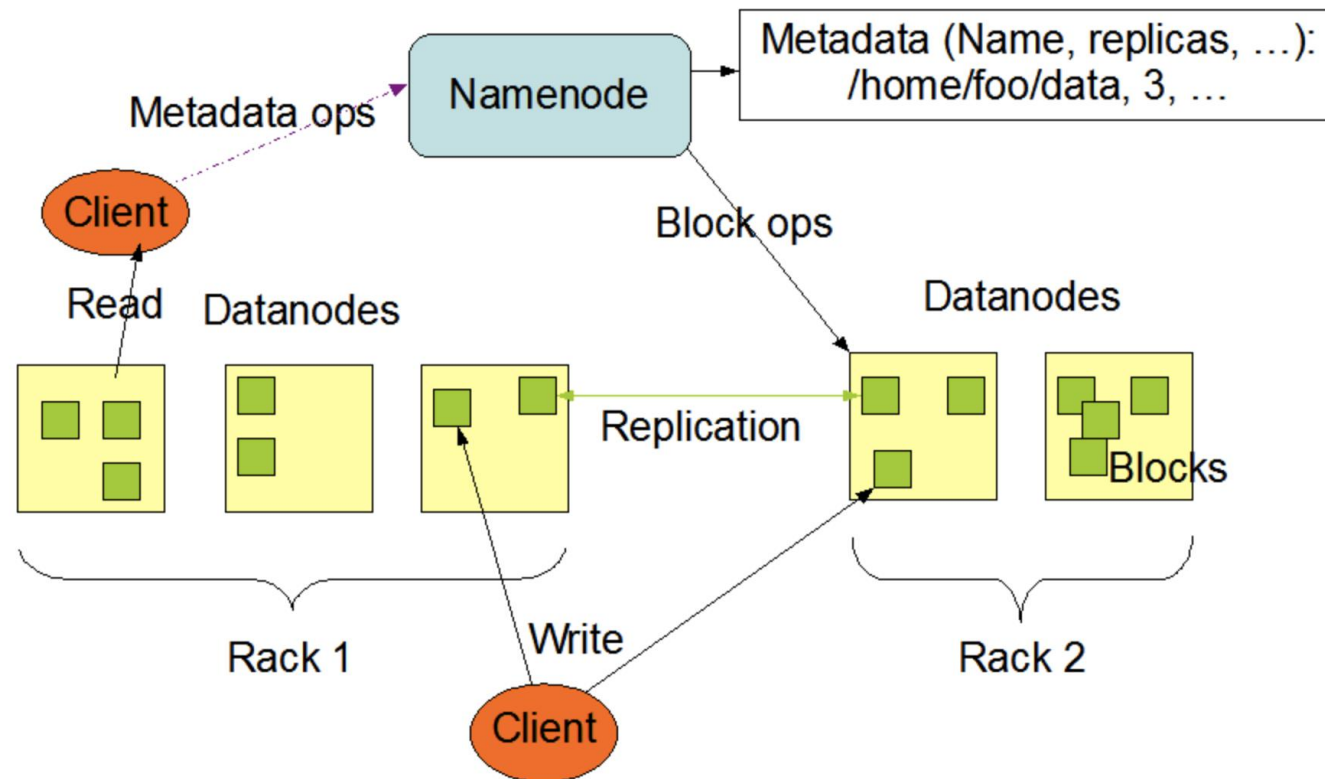 Metadata (Name, replicas, …):
/home/foo/data, 3, …
Namenode
Metadata ops
Client
Block ops
Read
Datanodes
Datanodes
Replication
Blocks
Rack 1
Write
Rack 2
Client